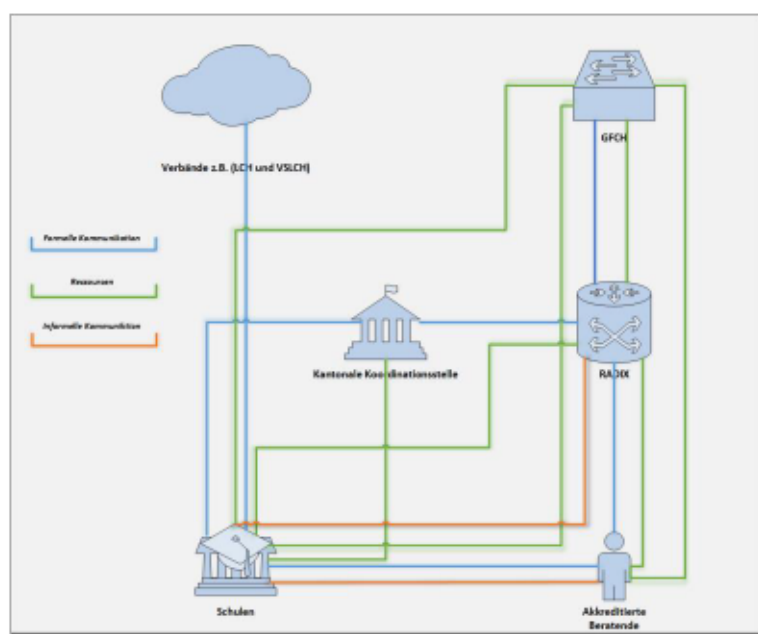 GFCH
Verbände z.B. (LCH und VSLCH)
Formelle Kommunikation
Ressourcen
Informelle Kommunikation
Kantonale Koordinationsstelle
RADIX
Schulen
Akkreditierte
Beratende